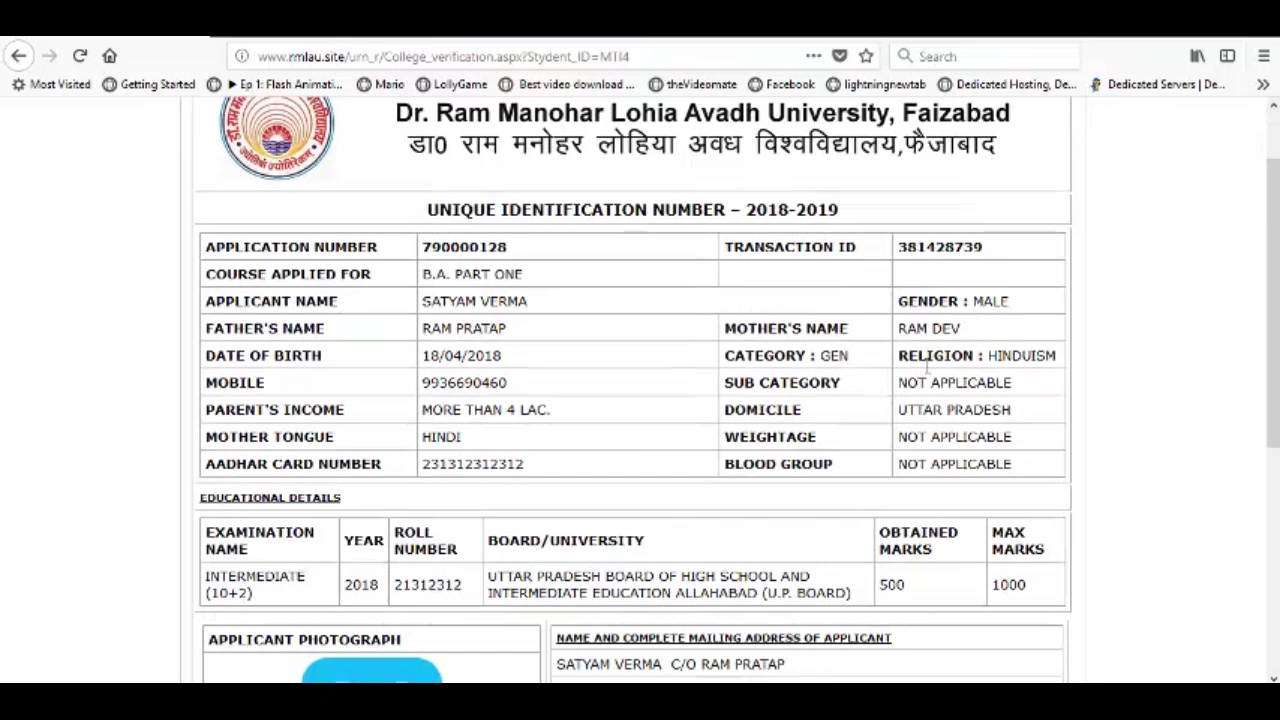 www.rmlau.site/urn_r/College_verification.aspx?Stydent_ID=MTI4
Search
Most Visited Getting Started Ep 1: Flash Animati... Mario LollyGame Best video download ... theVideomate Facebook lightningnewtab Dedicated Hosting, De... Dedicated Servers | De...
Dr. Ram Manohar Lohia Avadh University, Faizabad
डा0 राम मनोहर लोहिया अवध विश्वविद्यालय,फैजाबाद
UNIQUE IDENTIFICATION NUMBER – 2018-2019
APPLICATION NUMBER 790000128 TRANSACTION ID 381428739
COURSE APPLIED FOR B.A. PART ONE
APPLICANT NAME SATYAM VERMA GENDER : MALE
FATHER'S NAME RAM PRATAP MOTHER'S NAME RAM DEV
DATE OF BIRTH 18/04/2018 CATEGORY : GEN RELIGION : HINDUISM
MOBILE 9936690460 SUB CATEGORY NOT APPLICABLE
PARENT'S INCOME MORE THAN 4 LAC. DOMICILE UTTAR PRADESH
MOTHER TONGUE HINDI WEIGHTAGE NOT APPLICABLE
AADHAR CARD NUMBER 231312312312 BLOOD GROUP NOT APPLICABLE
EDUCATIONAL DETAILS
EXAMINATION NAME YEAR ROLL NUMBER BOARD/UNIVERSITY OBTAINED MARKS MAX MARKS
INTERMEDIATE (10+2) 2018 21312312 UTTAR PRADESH BOARD OF HIGH SCHOOL AND INTERMEDIATE EDUCATION ALLAHABAD (U.P. BOARD) 500 1000
APPLICANT PHOTOGRAPH NAME AND COMPLETE MAILING ADDRESS OF APPLICANT
SATYAM VERMA C/O RAM PRATAP